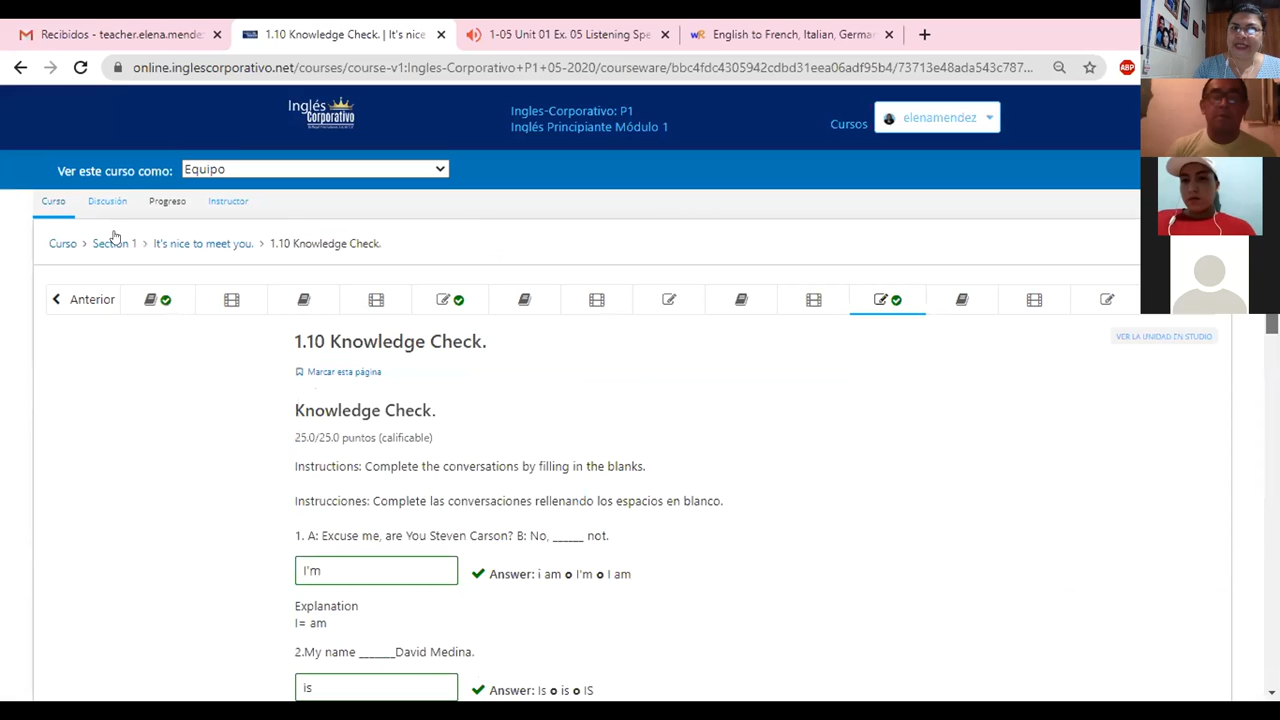 Recibidos - teacher.elena.mende
1.10 Knowledge Check. | It's nice
1-05 Unit 01 Ex. 05 Listening Spe
WR English to French, Italian, Germa
online.inglescorporativo.net/courses/course-v1:Ingles-Corporativo+P1+05-2020/courseware/bbc4fdc4305942cdbd31eea06adf95b4/73713e48ada543c787...
ABP
Inglés
Corporativo
Ingles-Corporativo: P1
Inglés Principiante Módulo 1
Cursos
elenamendez
Ver este curso como:
Equipo
Curso
Discusión
Progreso
Instructor
Curso › Section 1 › It's nice to meet you. › 1.10 Knowledge Check.
Anterior
1.10 Knowledge Check.
VER LA UNIDAD EN STUDIO
Marcar esta página
Knowledge Check.
25.0/25.0 puntos (calificable)
Instructions: Complete the conversations by filling in the blanks.
Instrucciones: Complete las conversaciones rellenando los espacios en blanco.
1. A: Excuse me, are You Steven Carson? B: No, ______ not.
I'm
Answer: i am o I'm o I am
Explanation
I= am
2.My name _______David Medina.
is
Answer: Is o is o IS